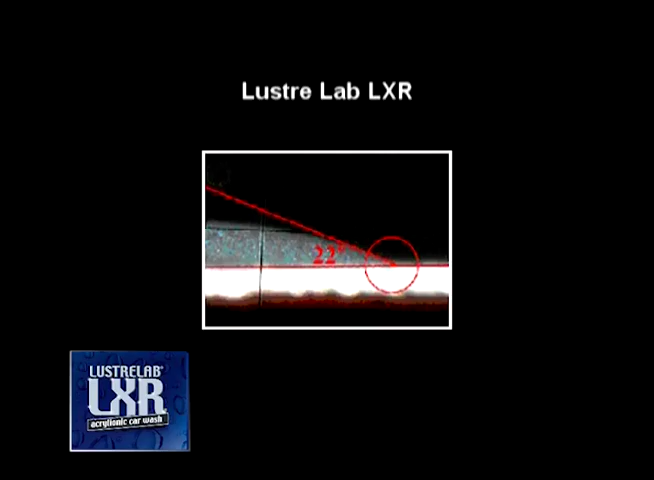 Lustre Lab LXR
22°
LUSTRELAB®
LXR
acrylionic car wash